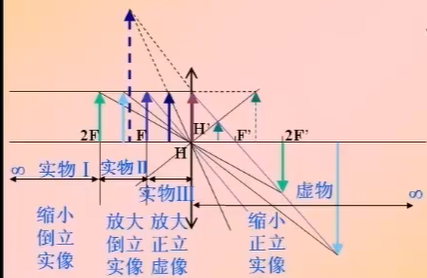 2F F H' F' 2F'
H
∞ 实物Ⅰ 实物Ⅱ
实物Ⅲ 虚物 ∞
缩小 放大 放大 缩小
倒立 倒立 正立 正立
实像 实像 虚像 实像